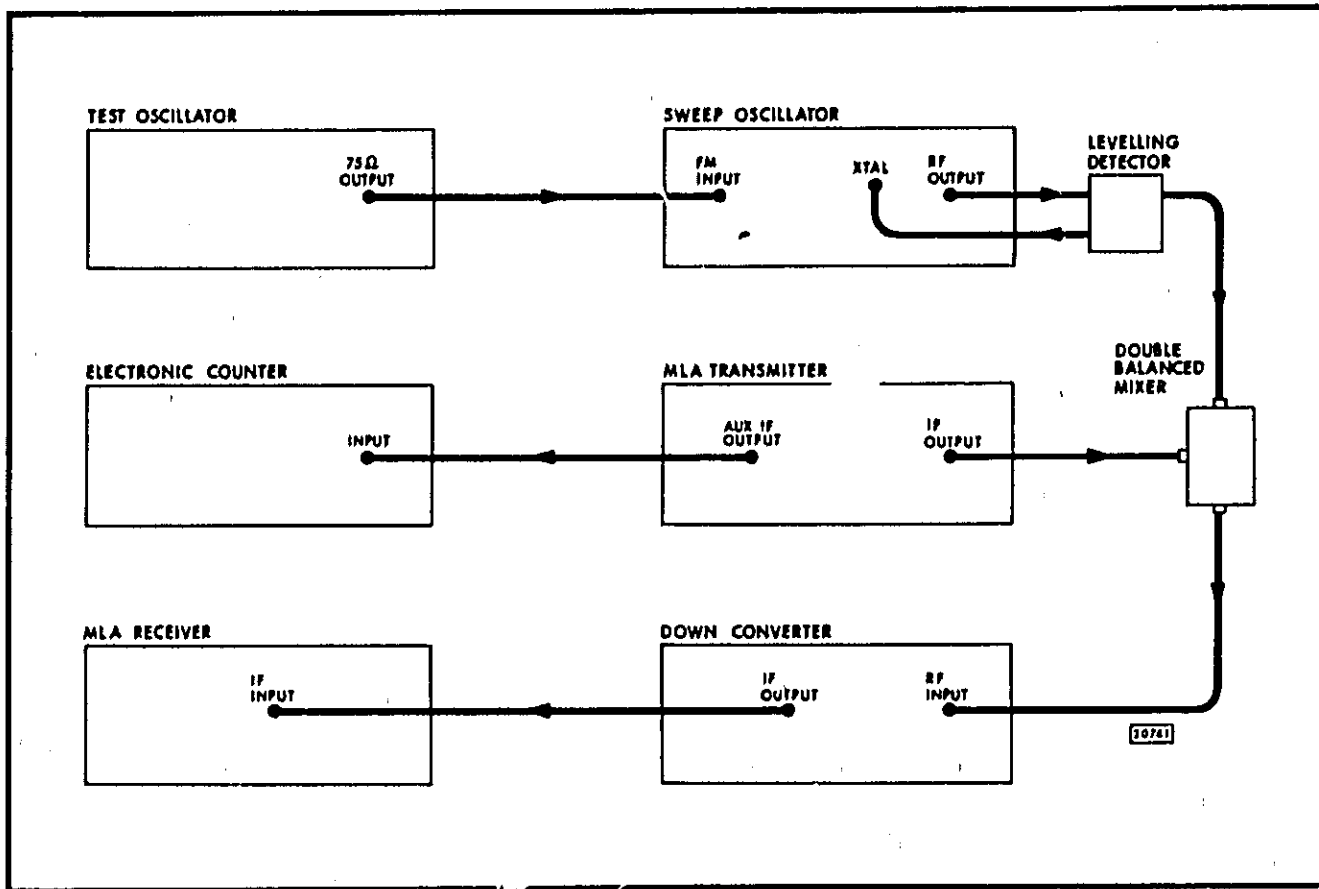 TEST OSCILLATOR
75Ω
OUTPUT
SWEEP OSCILLATOR
FM
INPUT
XTAL
RF
OUTPUT
LEVELLING
DETECTOR
ELECTRONIC COUNTER
INPUT
MLA TRANSMITTER
AUX IF
OUTPUT
IF
OUTPUT
DOUBLE
BALANCED
MIXER
MLA RECEIVER
IF
INPUT
DOWN CONVERTER
IF
OUTPUT
RF
INPUT
20761